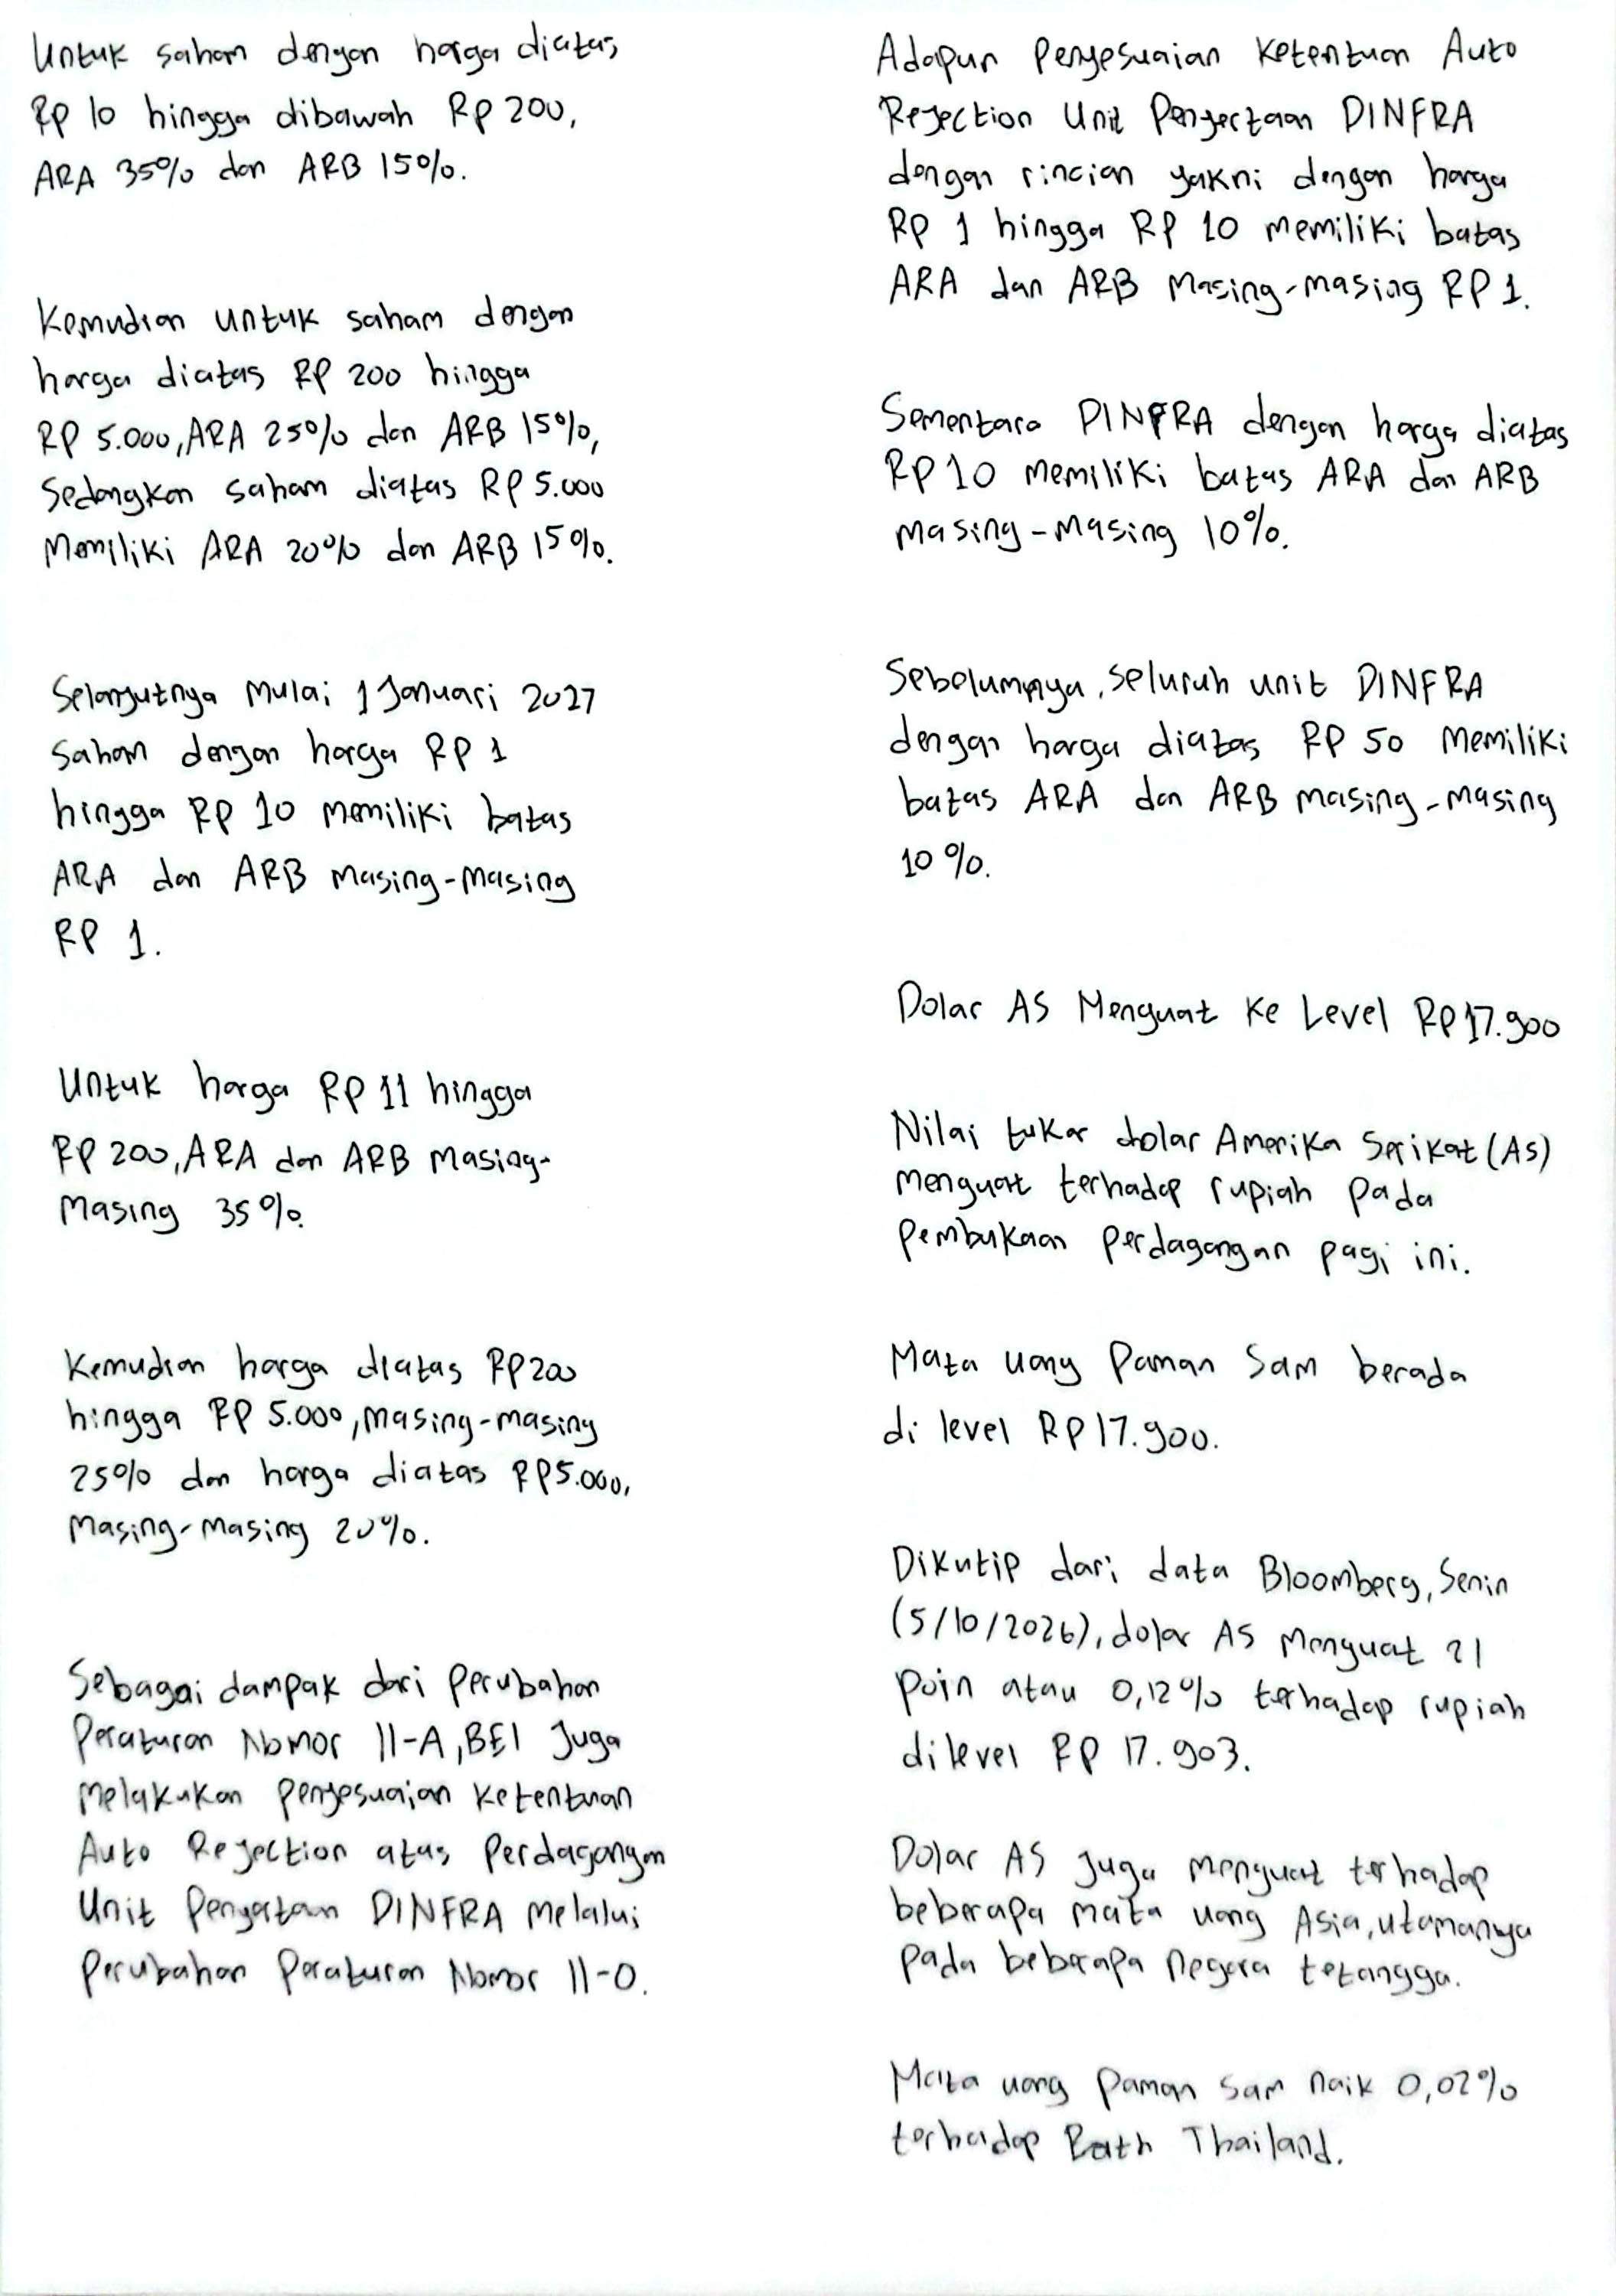 Untuk saham dengan harga diatas
Rp 10 hingga dibawah Rp 200,
ARA 35% dan ARB 15%.
Kemudian untuk saham dengan
harga diatas RP 200 hingga
RP 5.000, ARA 25% dan ARB 15%,
Sedangkan saham diatas RP 5.000
Memiliki ARA 20% dan ARB 15%.
Selanjutnya Mulai 1 Januari 2027
Saham dengan harga RP 1
hingga RP 10 memiliki batas
ARA dan ARB Masing-Masing
RP 1.
Untuk harga RP 11 hingga
RP 200, ARA dan ARB Masing-
Masing 35%.
Kemudian harga diatas RP 200
hingga RP 5.000, masing-masing
25% dan harga diatas RP 5.000,
Masing-Masing 20%.
Sebagai dampak dari perubahan
Peraturan Nomor II-A, BEI Juga
Melakukan penyesuaian Ketentuan
Auto Rejection atas Perdagangan
Unit Penyertaan DINFRA Melalui
Perubahan Peraturan Nomor II-O.
Adapun Penyesuaian Ketentuan Auto
Rejection Unit Penyertaan DINFRA
dengan rincian yakni dengan harga
RP 1 hingga RP 10 memiliki batas
ARA dan ARB Masing-masing RP 1.
Sementara DINFRA dengan harga diatas
RP 10 Memiliki batas ARA dan ARB
Masing-Masing 10%.
Sebelumnya, Seluruh unit DINFRA
dengan harga diatas RP 50 Memiliki
batas ARA dan ARB Masing-Masing
10%.
Dolar AS Menguat Ke Level RP 17.900
Nilai tukar dolar Amerika Serikat (AS)
Menguat terhadap rupiah pada
Pembukaan perdagangan pagi ini.
Mata uang Paman Sam berada
di level RP 17.900.
Dikutip dari data Bloomberg, Senin
(5/10/2026), dolar AS Menguat 21
Poin atau 0,12% terhadap rupiah
dilevel RP 17.903.
Dolar AS Juga Menguat terhadap
beberapa mata uang Asia, utamanya
pada beberapa negara tetangga.
Mata uang Paman Sam naik 0,02%
terhadap Bath Thailand.